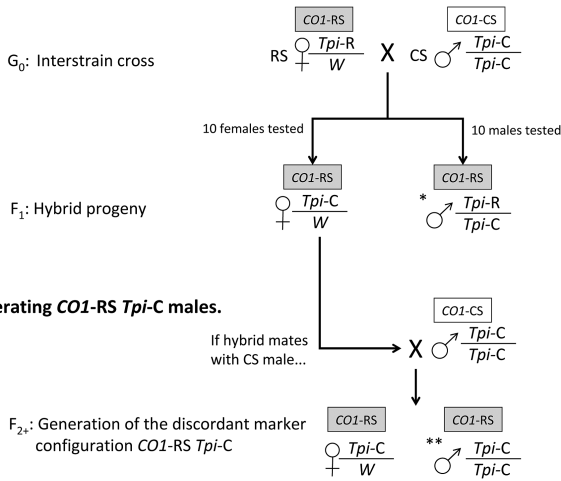 CO1-RS
CO1-CS
G0: Interstrain cross
RS ♀ Tpi-R
W
X
CS ♂ Tpi-C
Tpi-C
10 females tested
10 males tested
CO1-RS
CO1-RS
F1: Hybrid progeny
♀ Tpi-C
W
* ♂ Tpi-R
Tpi-C
erating CO1-RS Tpi-C males.
CO1-CS
If hybrid mates
with CS male...
X ♂ Tpi-C
Tpi-C
F2+: Generation of the discordant marker
configuration CO1-RS Tpi-C
CO1-RS
CO1-RS
♀ Tpi-C
W
** ♂ Tpi-C
Tpi-C